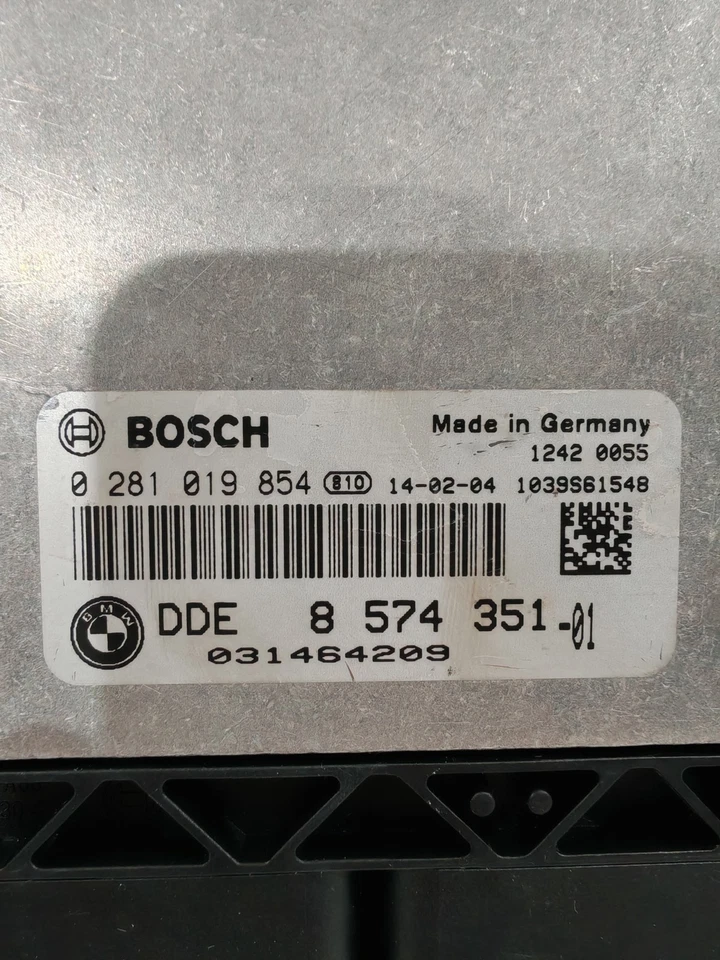 BOSCH
Made in Germany
1242 0055
0 281 019 854 810 14-02-04 1039S61548
BMW DDE 8 574 351-01
031464209